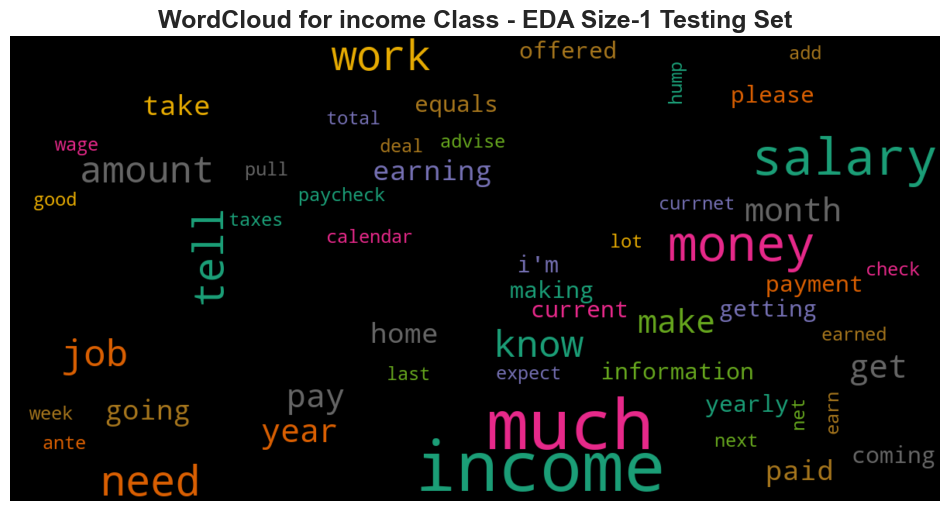 WordCloud for income Class - EDA Size-1 Testing Set
work
offered
add
hump
please
take
equals
total
wage
deal
advise
salary
amount
pull
earning
good
paycheck
currnet
month
taxes
tell
calendar
lot
money
i'm
check
making
payment
current
getting
make
home
know
earned
job
last
expect
information
get
pay
yearly
net
earn
week
going
year
much
next
ante
income
coming
need
paid